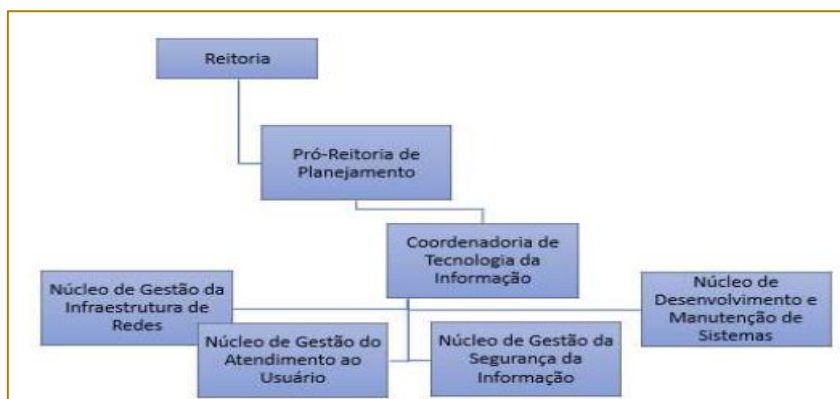 Reitoria
Pró-Reitoria de
Planejamento
Coordenadoria de
Tecnologia da
Informação
Núcleo de Gestão da
Infraestrutura de
Redes
Núcleo de
Desenvolvimento e
Manutenção de
Sistemas
Núcleo de Gestão do
Atendimento ao
Usuário
Núcleo de Gestão da
Segurança da
Informação